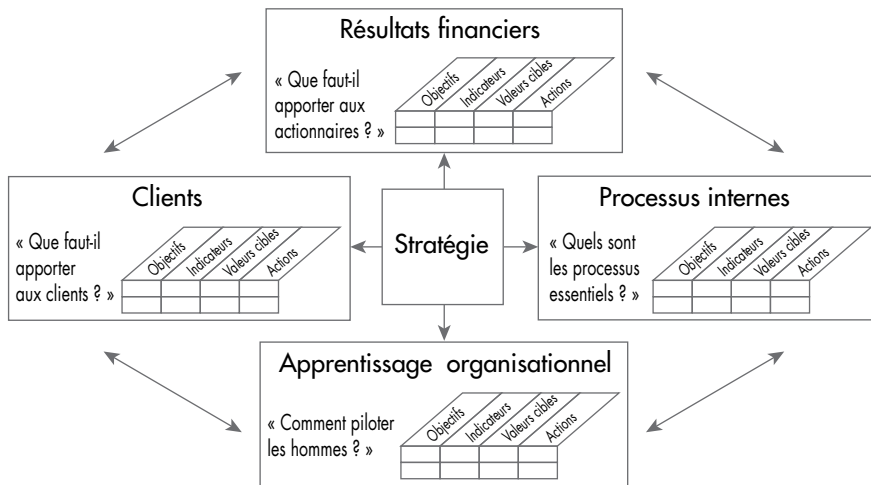 Résultats financiers
« Que faut-il
apporter aux
actionnaires ? »
Objectifs
Indicateurs
Valeurs cibles
Actions
Clients
« Que faut-il
apporter
aux clients ? »
Objectifs
Indicateurs
Valeurs cibles
Actions
Stratégie
Processus internes
« Quels sont
les processus
essentiels ? »
Objectifs
Indicateurs
Valeurs cibles
Actions
Apprentissage organisationnel
« Comment piloter
les hommes ? »
Objectifs
Indicateurs
Valeurs cibles
Actions